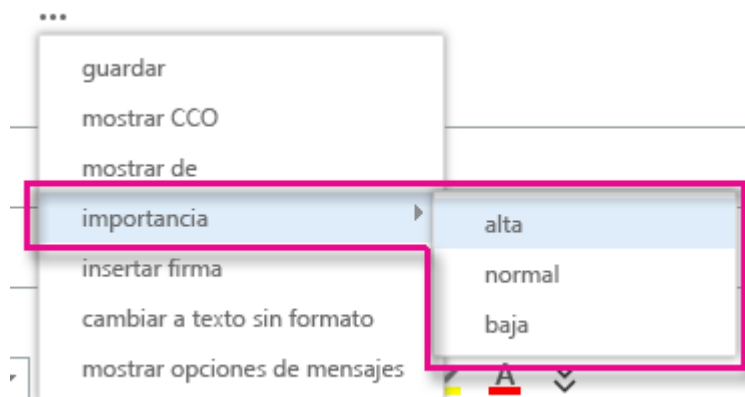 ...
guardar
mostrar CCO
mostrar de
importancia
alta
normal
baja
insertar firma
cambiar a texto sin formato
mostrar opciones de mensajes
A